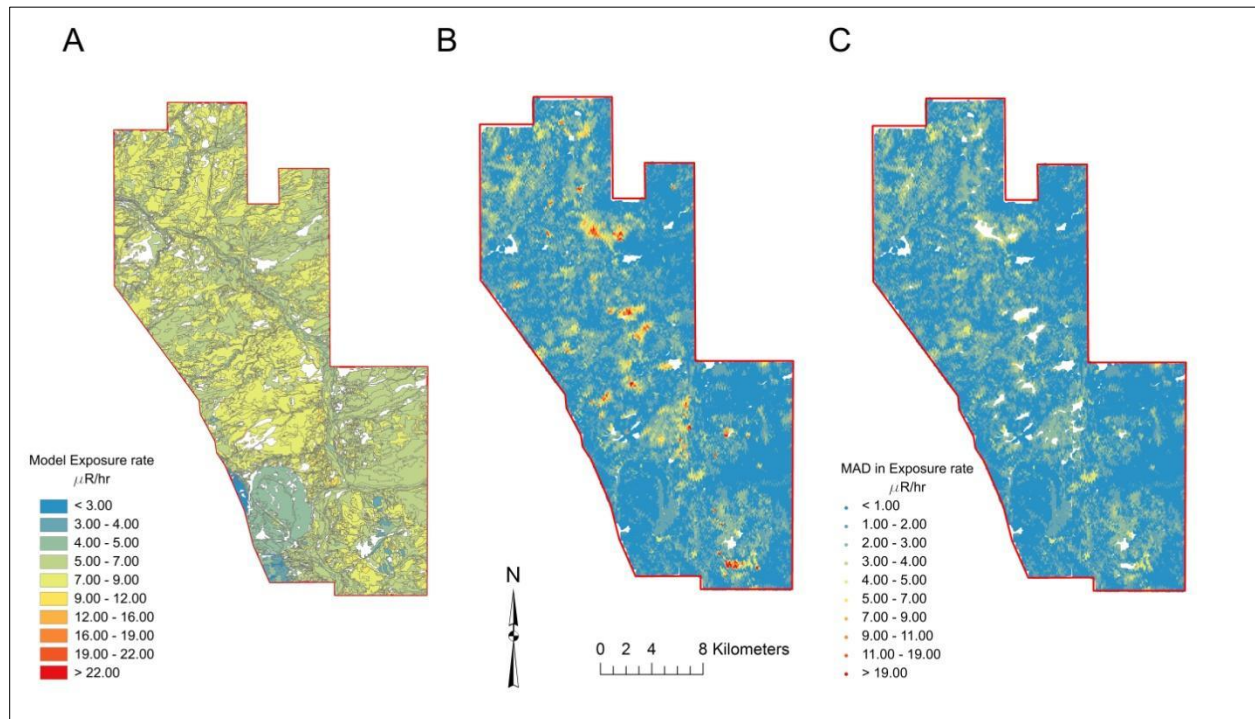 A
B
C
Model Exposure rate
μR/hr
< 3.00
3.00 - 4.00
4.00 - 5.00
5.00 - 7.00
7.00 - 9.00
9.00 - 12.00
12.00 - 16.00
16.00 - 19.00
19.00 - 22.00
> 22.00
N
0 2 4 8 Kilometers
MAD in Exposure rate
μR/hr
< 1.00
1.00 - 2.00
2.00 - 3.00
3.00 - 4.00
4.00 - 5.00
5.00 - 7.00
7.00 - 9.00
9.00 - 11.00
11.00 - 19.00
> 19.00